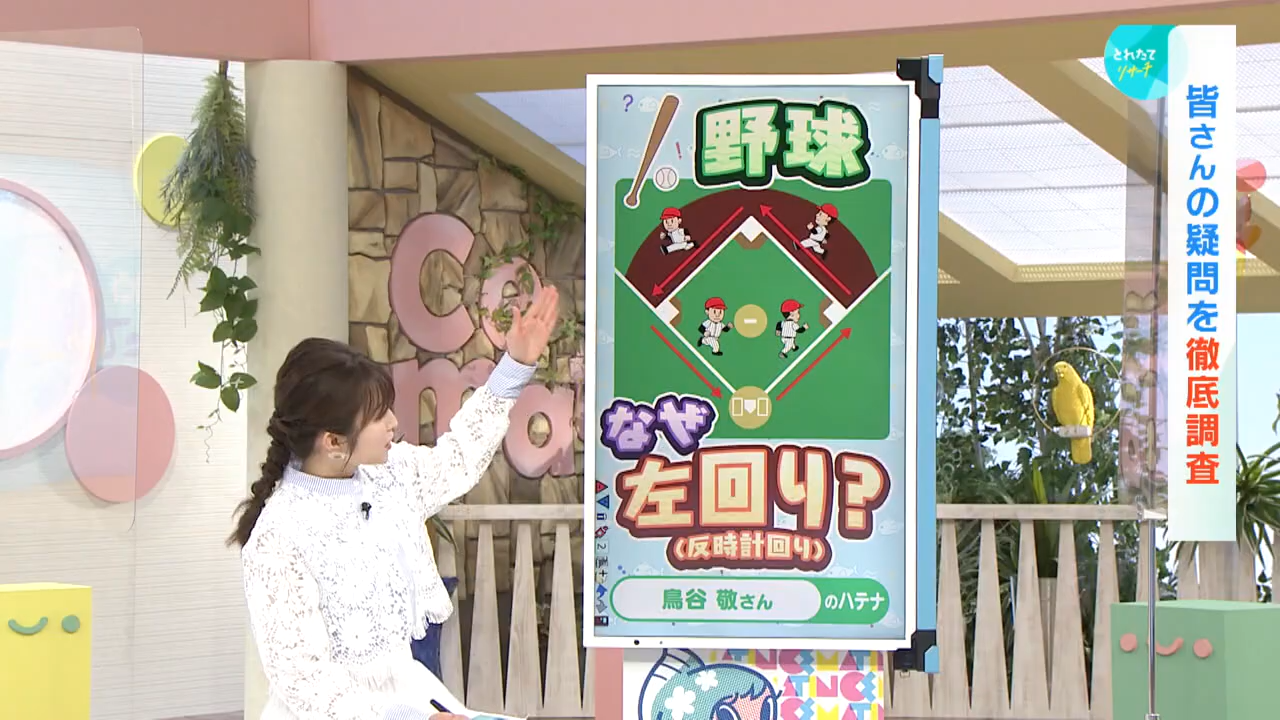 とれたて
リサーチ
皆さんの疑問を徹底調査
?
!
野球
なぜ
左回り?
(反時計回り)
鳥谷 敬さん
のハテナ
Ce
ma